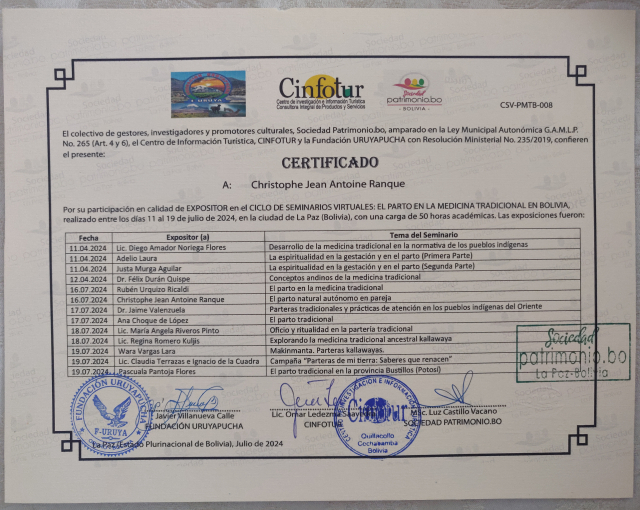 Cinfotur
Centro de Investigación e Información Turística
Consultora Integral de Productos y Servicios
Sociedad
patrimonio.bo
- BOLIVIA -
CSV-PMTB-008
El colectivo de gestores, investigadores y promotores culturales, Sociedad Patrimonio.bo, amparado en la Ley Municipal Autonómica G.A.M.L.P.
No. 265 (Art. 4 y 6), el Centro de Información Turística, CINFOTUR y la Fundación URUYAPUCHA con Resolución Ministerial No. 235/2019, confieren
el presente:
CERTIFICADO
A: Christophe Jean Antoine Ranque
Por su participación en calidad de EXPOSITOR en el CICLO DE SEMINARIOS VIRTUALES: EL PARTO EN LA MEDICINA TRADICIONAL EN BOLIVIA,
realizado entre los días 11 al 19 de julio de 2024, en la ciudad de La Paz (Bolivia), con una carga de 50 horas académicas. Las exposiciones fueron:
Fecha Expositor (a) Tema del Seminario
11.04.2024 Lic. Diego Amador Noriega Flores Desarrollo de la medicina tradicional en la normativa de los pueblos indígenas
11.04.2024 Adelio Laura La espiritualidad en la gestación y en el parto (Primera Parte)
11.04.2024 Justa Murga Aguilar La espiritualidad en la gestación y en el parto (Segunda Parte)
12.04.2024 Dr. Félix Durán Quispe Conceptos andinos de la medicina tradicional
16.07.2024 Rubén Urquizo Ricaldi El parto en la medicina tradicional
16.07.2024 Christophe Jean Antoine Ranque El parto natural autónomo en pareja
17.07.2024 Dr. Jaime Valenzuela Parteras tradicionales y prácticas de atención en los pueblos indígenas del Oriente
17.07.2024 Ana Choque de López El parto tradicional
18.07.2024 Lic. María Angela Riveros Pinto Oficio y ritualidad en la partería tradicional
18.07.2024 Lic. Regina Romero Kuljis Explorando la medicina tradicional ancestral kallawaya
19.07.2024 Wara Vargas Lara Makinmanta. Parteras kallawayas.
19.07.2024 Lic. Claudia Terrazas e Ignacio de la Cuadra Campaña "Parteras de mi tierra: Saberes que renacen"
19.07.2024 Pascuala Pantoja Flores El parto tradicional en la provincia Bustillos (Potosí)
Sociedad
patrimonio.bo
La Paz-Bolivia
FUNDACIÓN URUYAPUCHA
F-URUYA
Javier Villanueva Calle
FUNDACIÓN URUYAPUCHA
Lic. Omar Ledezma
CINFOTUR
Cinfotur
Quillacollo
Cochabamba
Bolivia
MSc. Luz Castillo Vacano
SOCIEDAD PATRIMONIO.BO
La Paz (Estado Plurinacional de Bolivia), Julio de 2024